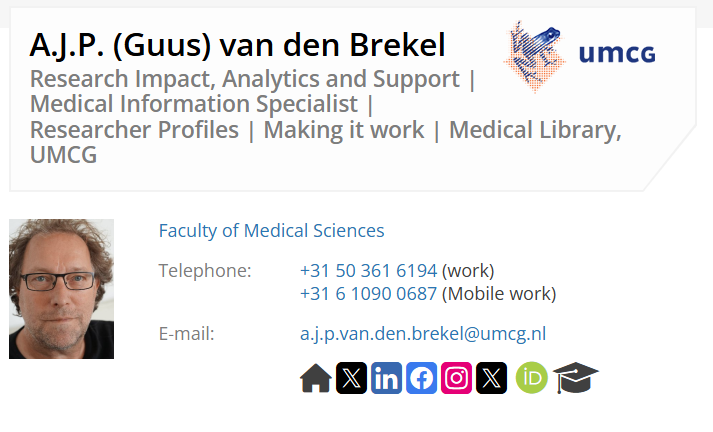 A.J.P. (Guus) van den Brekel
umcg
Research Impact, Analytics and Support |
Medical Information Specialist |
Researcher Profiles | Making it work | Medical Library,
UMCG
Faculty of Medical Sciences
Telephone: +31 50 361 6194 (work)
+31 6 1090 0687 (Mobile work)
E-mail: a.j.p.van.den.brekel@umcg.nl
X in f X iD